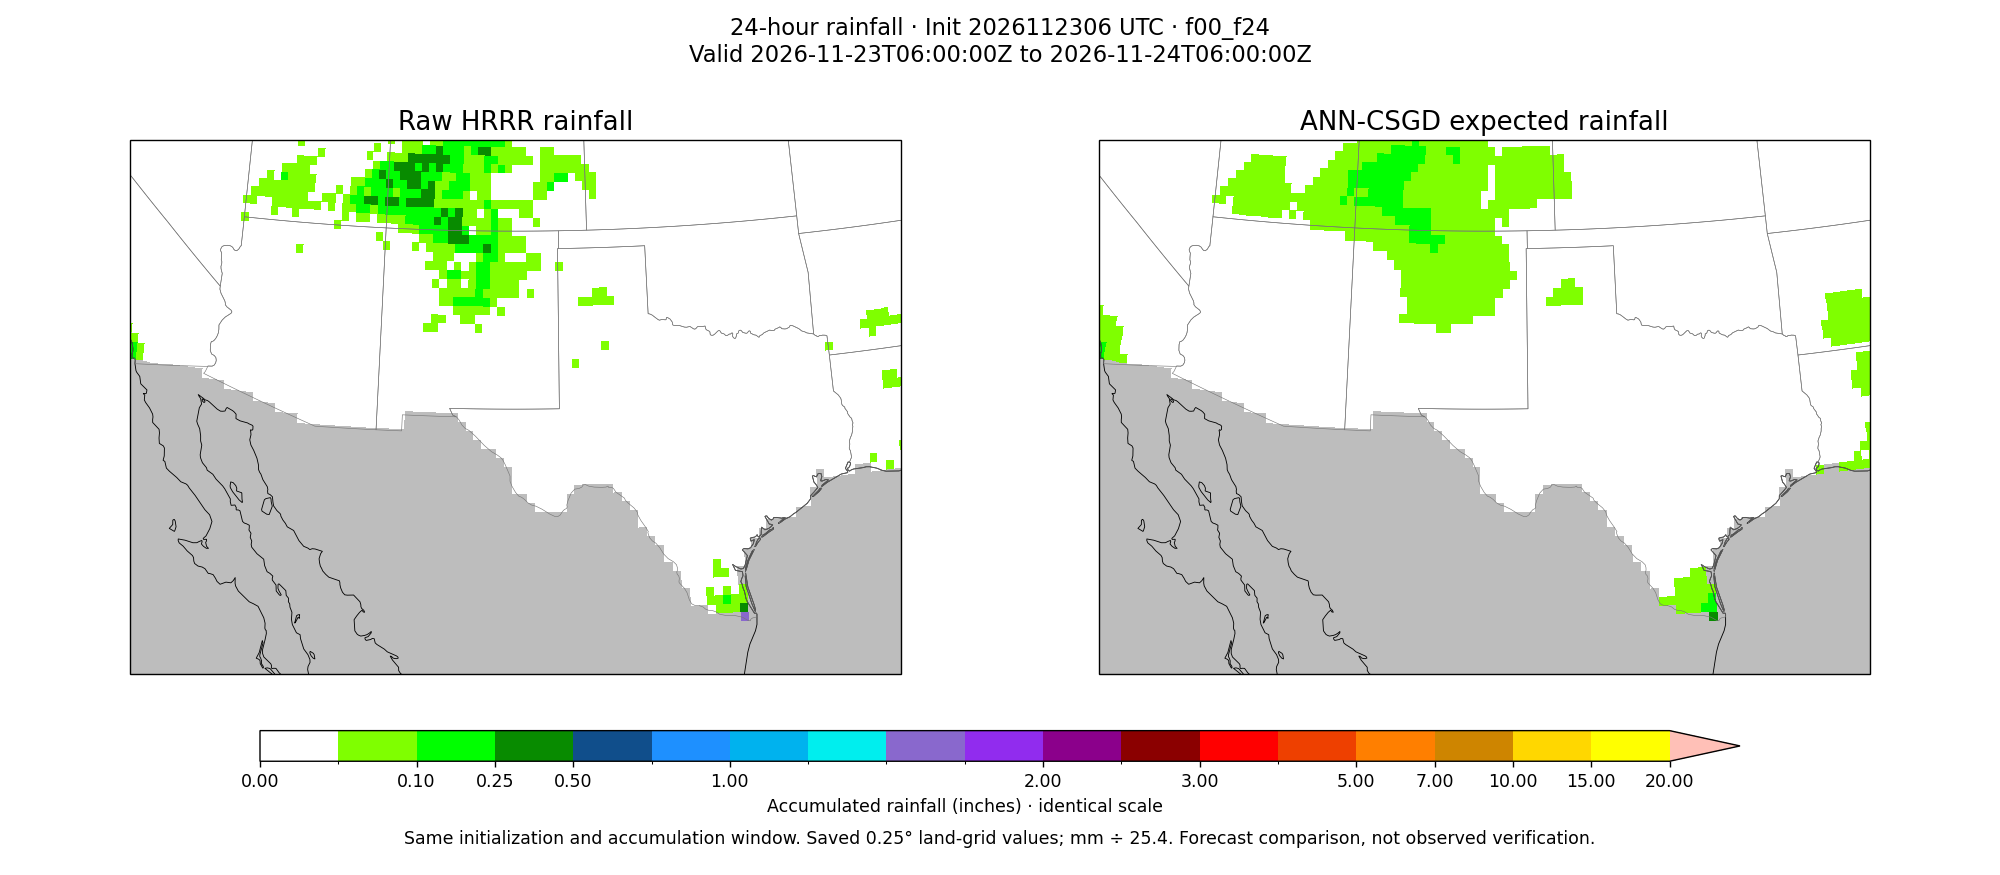 24-hour rainfall · Init 2026112306 UTC · f00_f24
Valid 2026-11-23T06:00:00Z to 2026-11-24T06:00:00Z
Raw HRRR rainfall
ANN-CSGD expected rainfall
0.00 0.10 0.25 0.50 1.00 2.00 3.00 5.00 7.00 10.00 15.00 20.00
Accumulated rainfall (inches) · identical scale
Same initialization and accumulation window. Saved 0.25° land-grid values; mm ÷ 25.4. Forecast comparison, not observed verification.